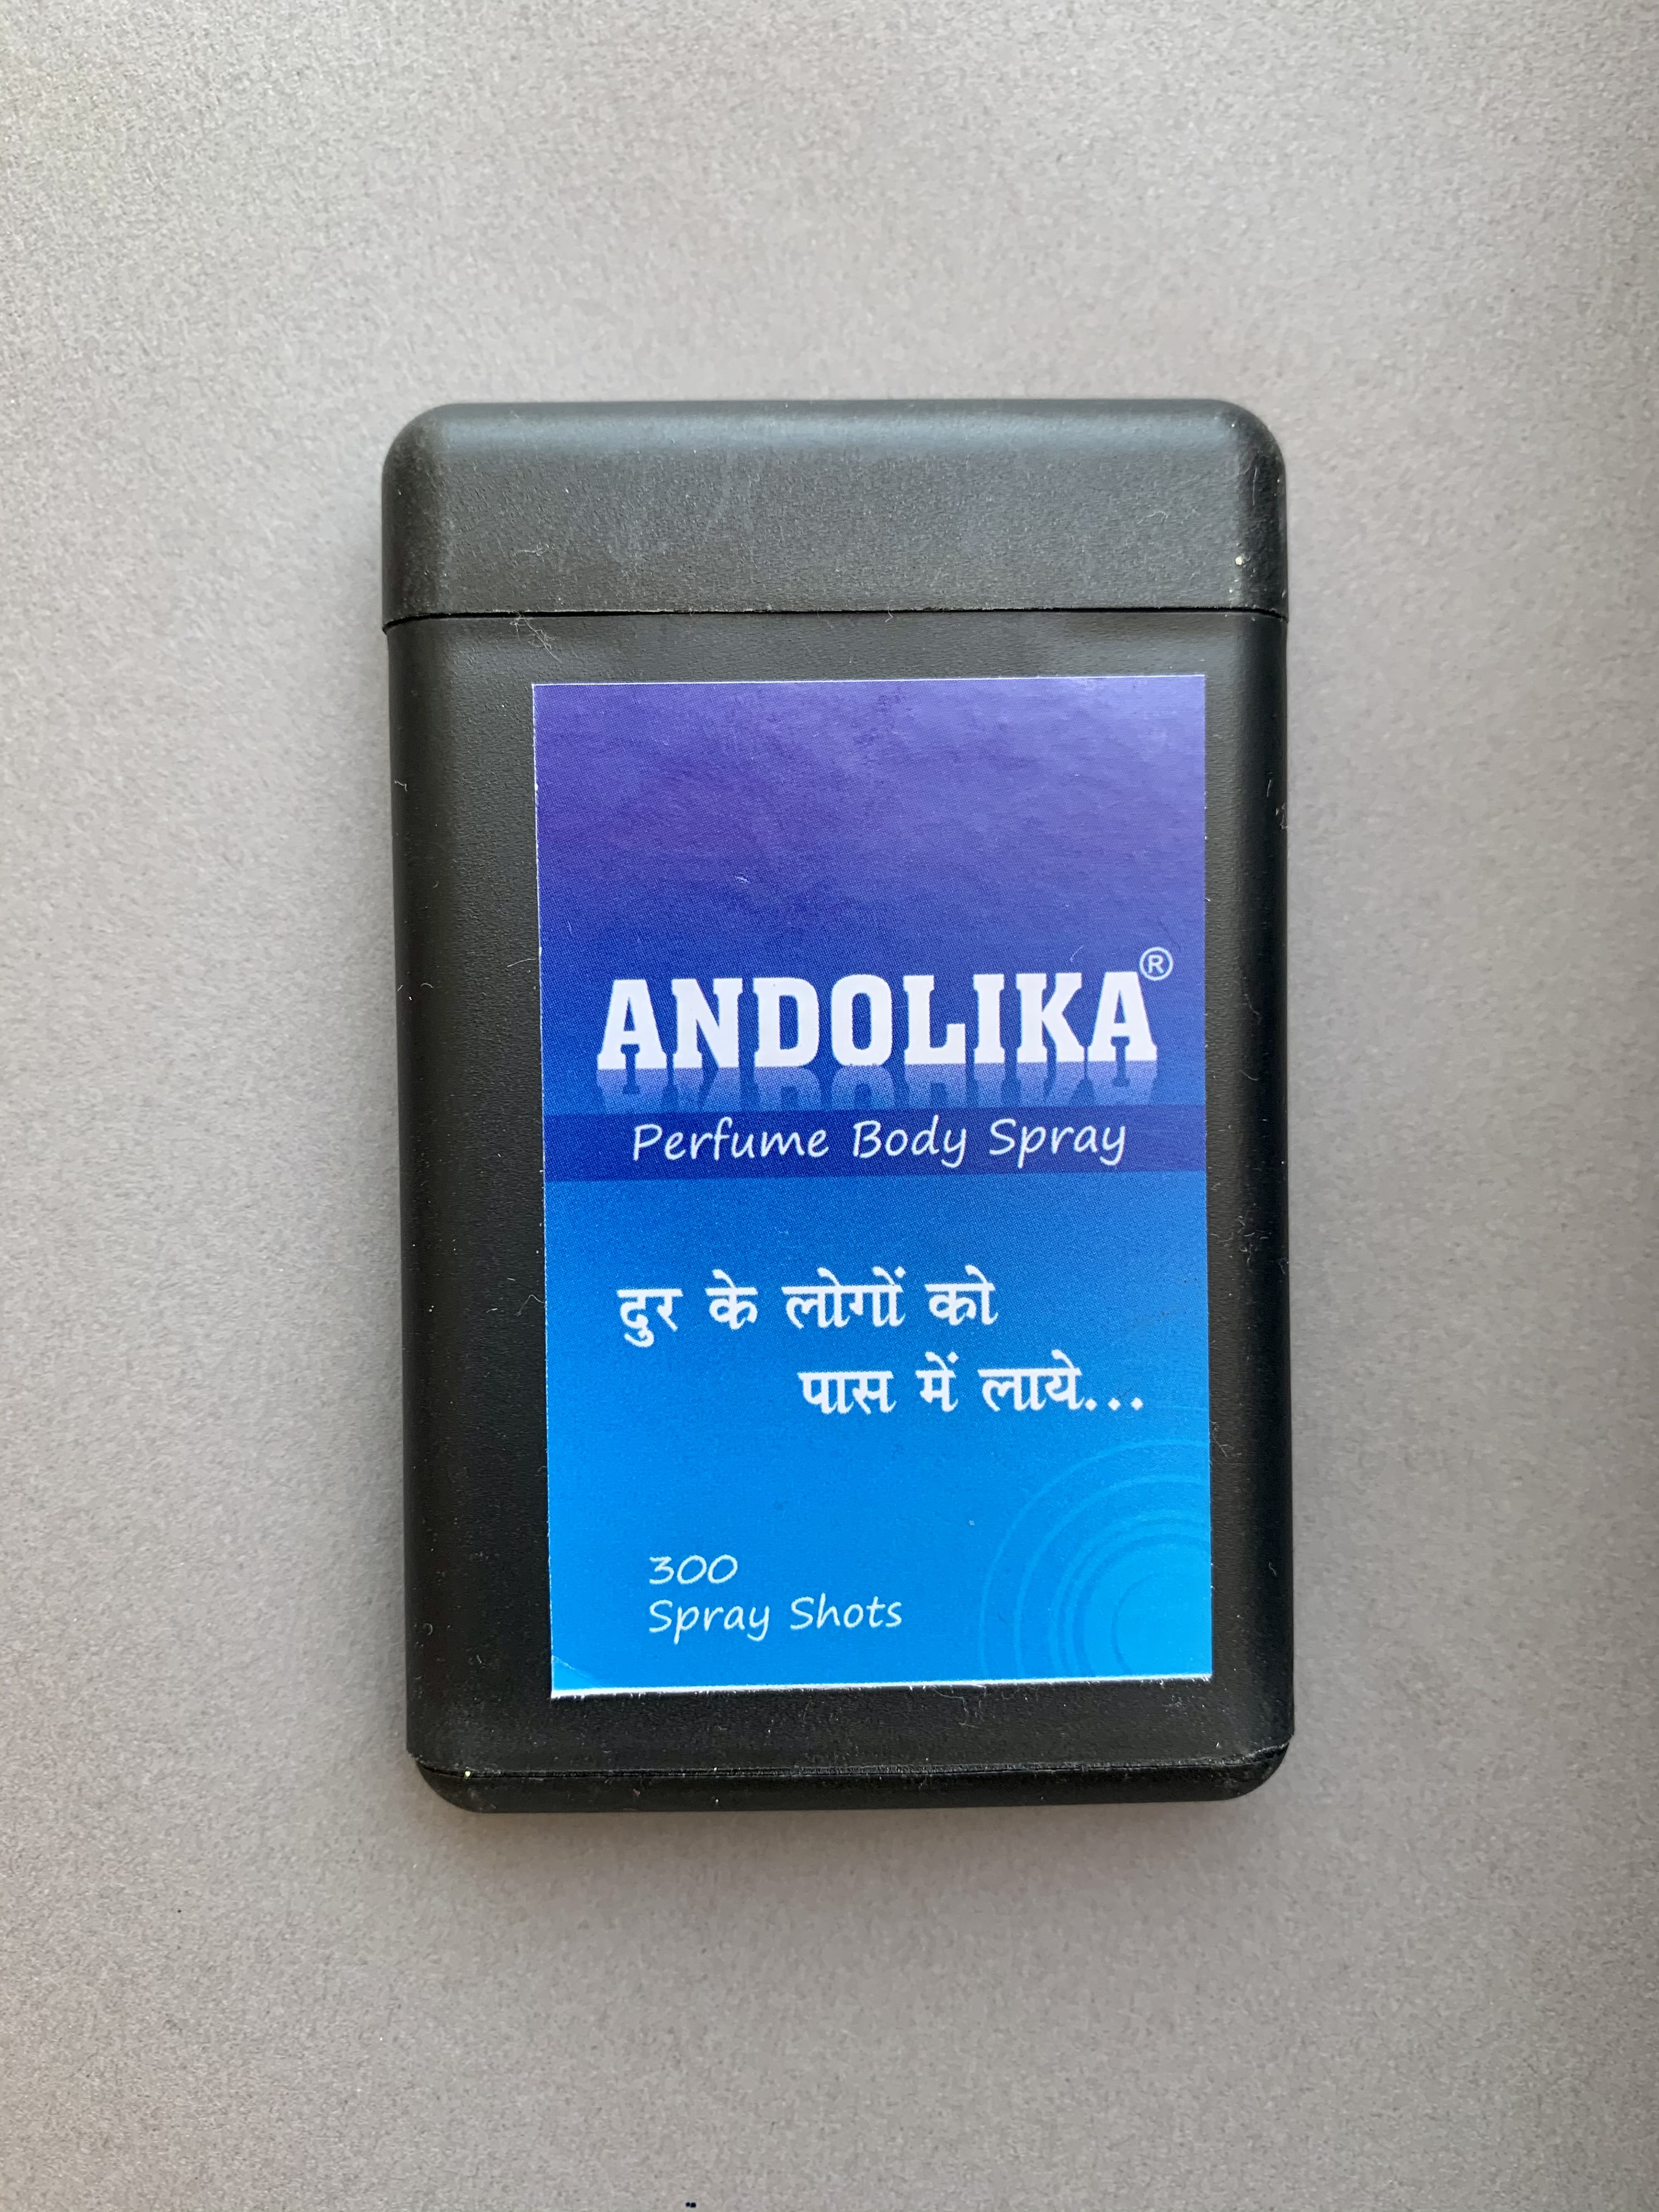 ANDOLIKA®
Perfume Body Spray
दुर के लोगों को
पास में लाये...
300
Spray Shots